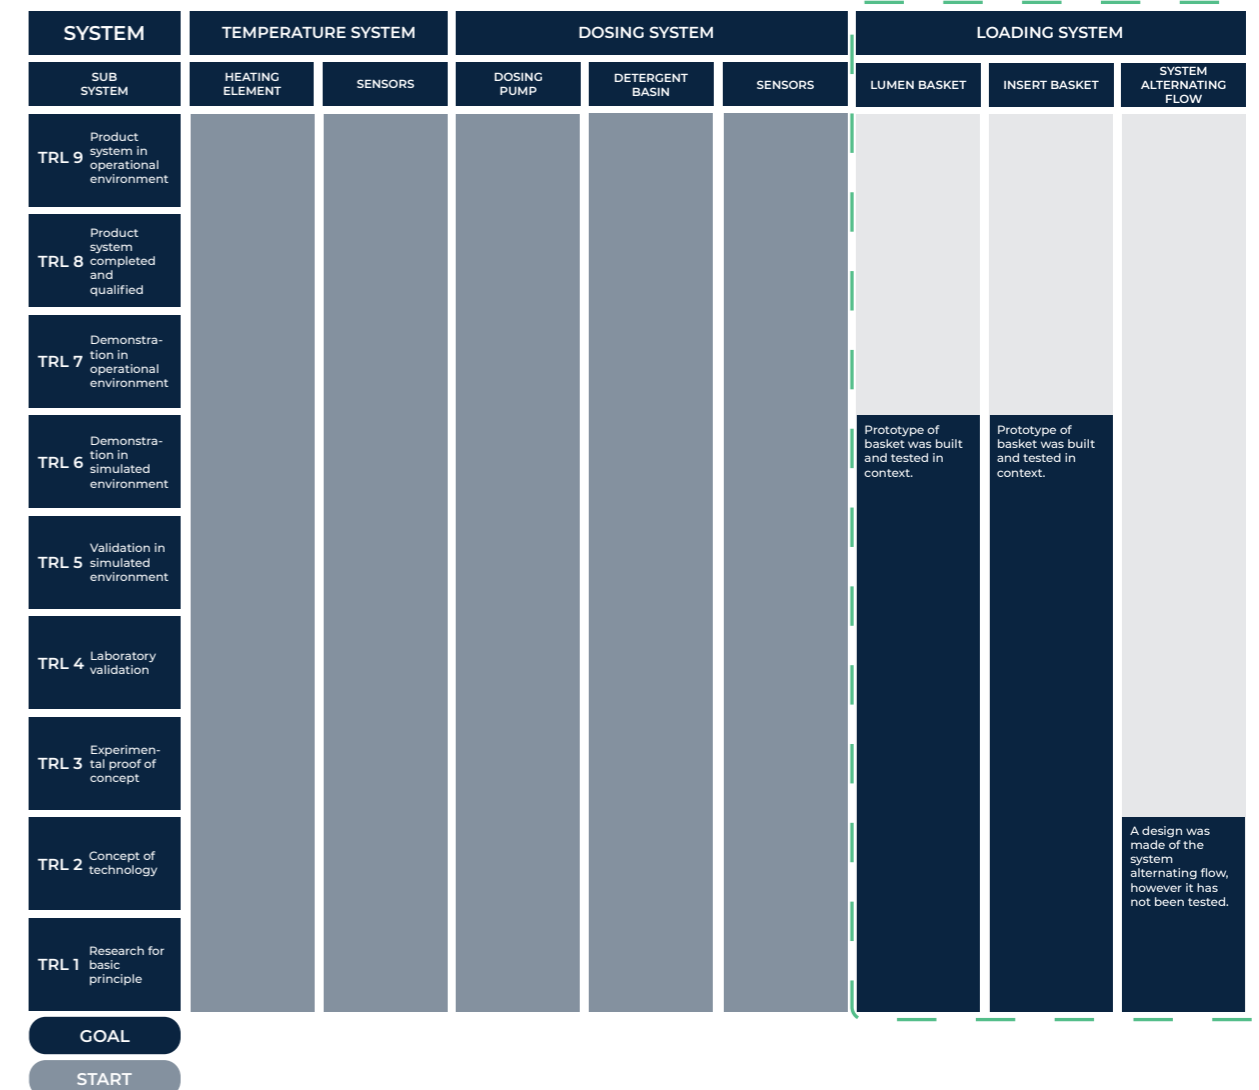 SYSTEM
TEMPERATURE SYSTEM
DOSING SYSTEM
LOADING SYSTEM
SUB
SYSTEM
HEATING
ELEMENT
SENSORS
DOSING
PUMP
DETERGENT
BASIN
SENSORS
LUMEN BASKET
INSERT BASKET
SYSTEM
ALTERNATING
FLOW
TRL 9
Product
system in
operational
environment
TRL 8
Product
system
completed
and
qualified
TRL 7
Demonstra-
tion in
operational
environment
TRL 6
Demonstra-
tion in
simulated
environment
Prototype of
basket was built
and tested in
context.
Prototype of
basket was built
and tested in
context.
TRL 5
Validation in
simulated
environment
TRL 4
Laboratory
validation
TRL 3
Experimen-
tal proof of
concept
TRL 2
Concept of
technology
A design was
made of the
system
alternating flow,
however it has
not been tested.
TRL 1
Research for
basic
principle
GOAL
START